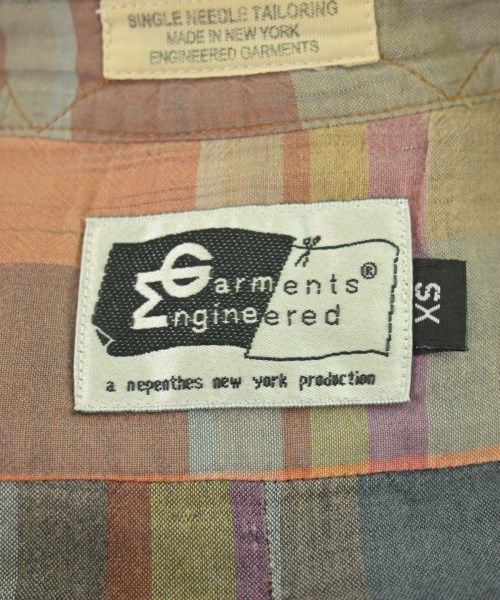 SINGLE NEEDLE TAILORING
MADE IN NEW YORK
ENGINEERED GARMENTS
Garments®
Engineered
a nepenthes new york production
XS